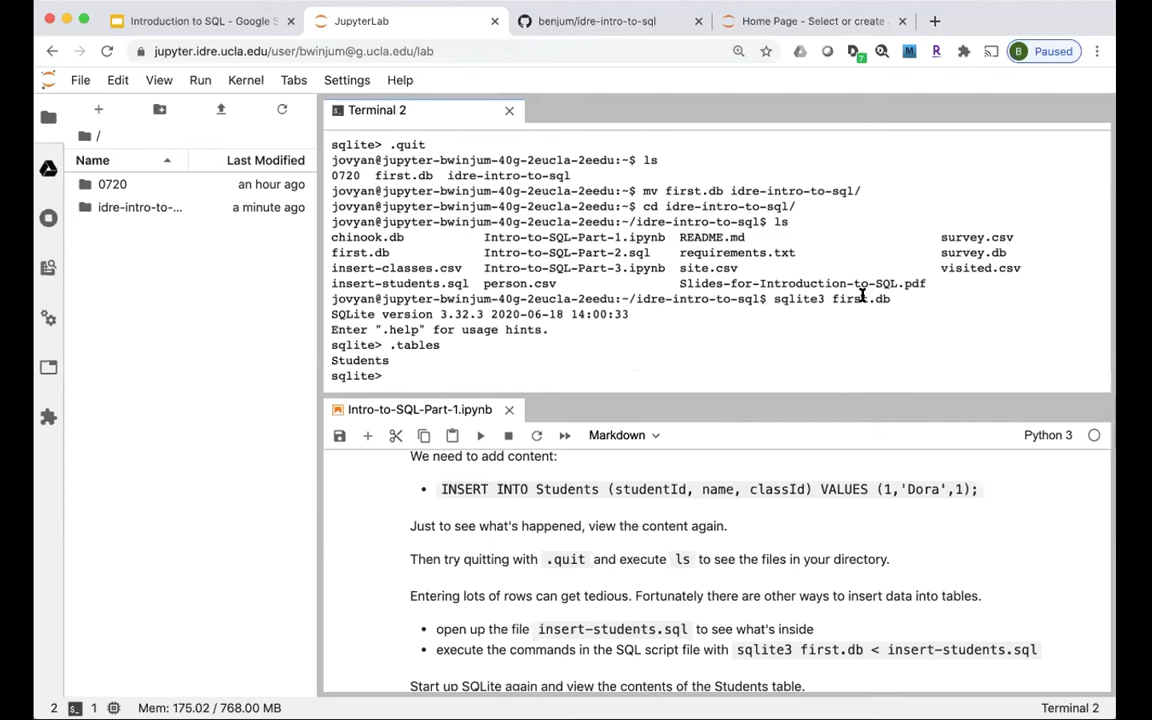 Introduction to SQL - Google S
JupyterLab
benjum/idre-intro-to-sql
Home Page - Select or create
jupyter.idre.ucla.edu/user/bwinjum@g.ucla.edu/lab
7
M
R
B
Paused
File Edit View Run Kernel Tabs Settings Help
/
Name Last Modified
0720 an hour ago
idre-intro-to-... a minute ago
Terminal 2
sqlite> .quit
jovyan@jupyter-bwinjum-40g-2eucla-2eedu:~$ ls
0720 first.db idre-intro-to-sql
jovyan@jupyter-bwinjum-40g-2eucla-2eedu:~$ mv first.db idre-intro-to-sql/
jovyan@jupyter-bwinjum-40g-2eucla-2eedu:~$ cd idre-intro-to-sql/
jovyan@jupyter-bwinjum-40g-2eucla-2eedu:~/idre-intro-to-sql$ ls
chinook.db Intro-to-SQL-Part-1.ipynb README.md survey.csv
first.db Intro-to-SQL-Part-2.sql requirements.txt survey.db
insert-classes.csv Intro-to-SQL-Part-3.ipynb site.csv visited.csv
insert-students.sql person.csv Slides-for-Introduction-to-SQL.pdf
jovyan@jupyter-bwinjum-40g-2eucla-2eedu:~/idre-intro-to-sql$ sqlite3 first.db
SQLite version 3.32.3 2020-06-18 14:00:33
Enter ".help" for usage hints.
sqlite> .tables
Students
sqlite>
Intro-to-SQL-Part-1.ipynb
Markdown
Python 3
We need to add content:
• INSERT INTO Students (studentId, name, classId) VALUES (1,'Dora',1);
Just to see what's happened, view the content again.
Then try quitting with .quit and execute ls to see the files in your directory.
Entering lots of rows can get tedious. Fortunately there are other ways to insert data into tables.
• open up the file insert-students.sql to see what's inside
• execute the commands in the SQL script file with sqlite3 first.db < insert-students.sql
Start up SQLite again and view the contents of the Students table.
2 1 Mem: 175.02 / 768.00 MB Terminal 2